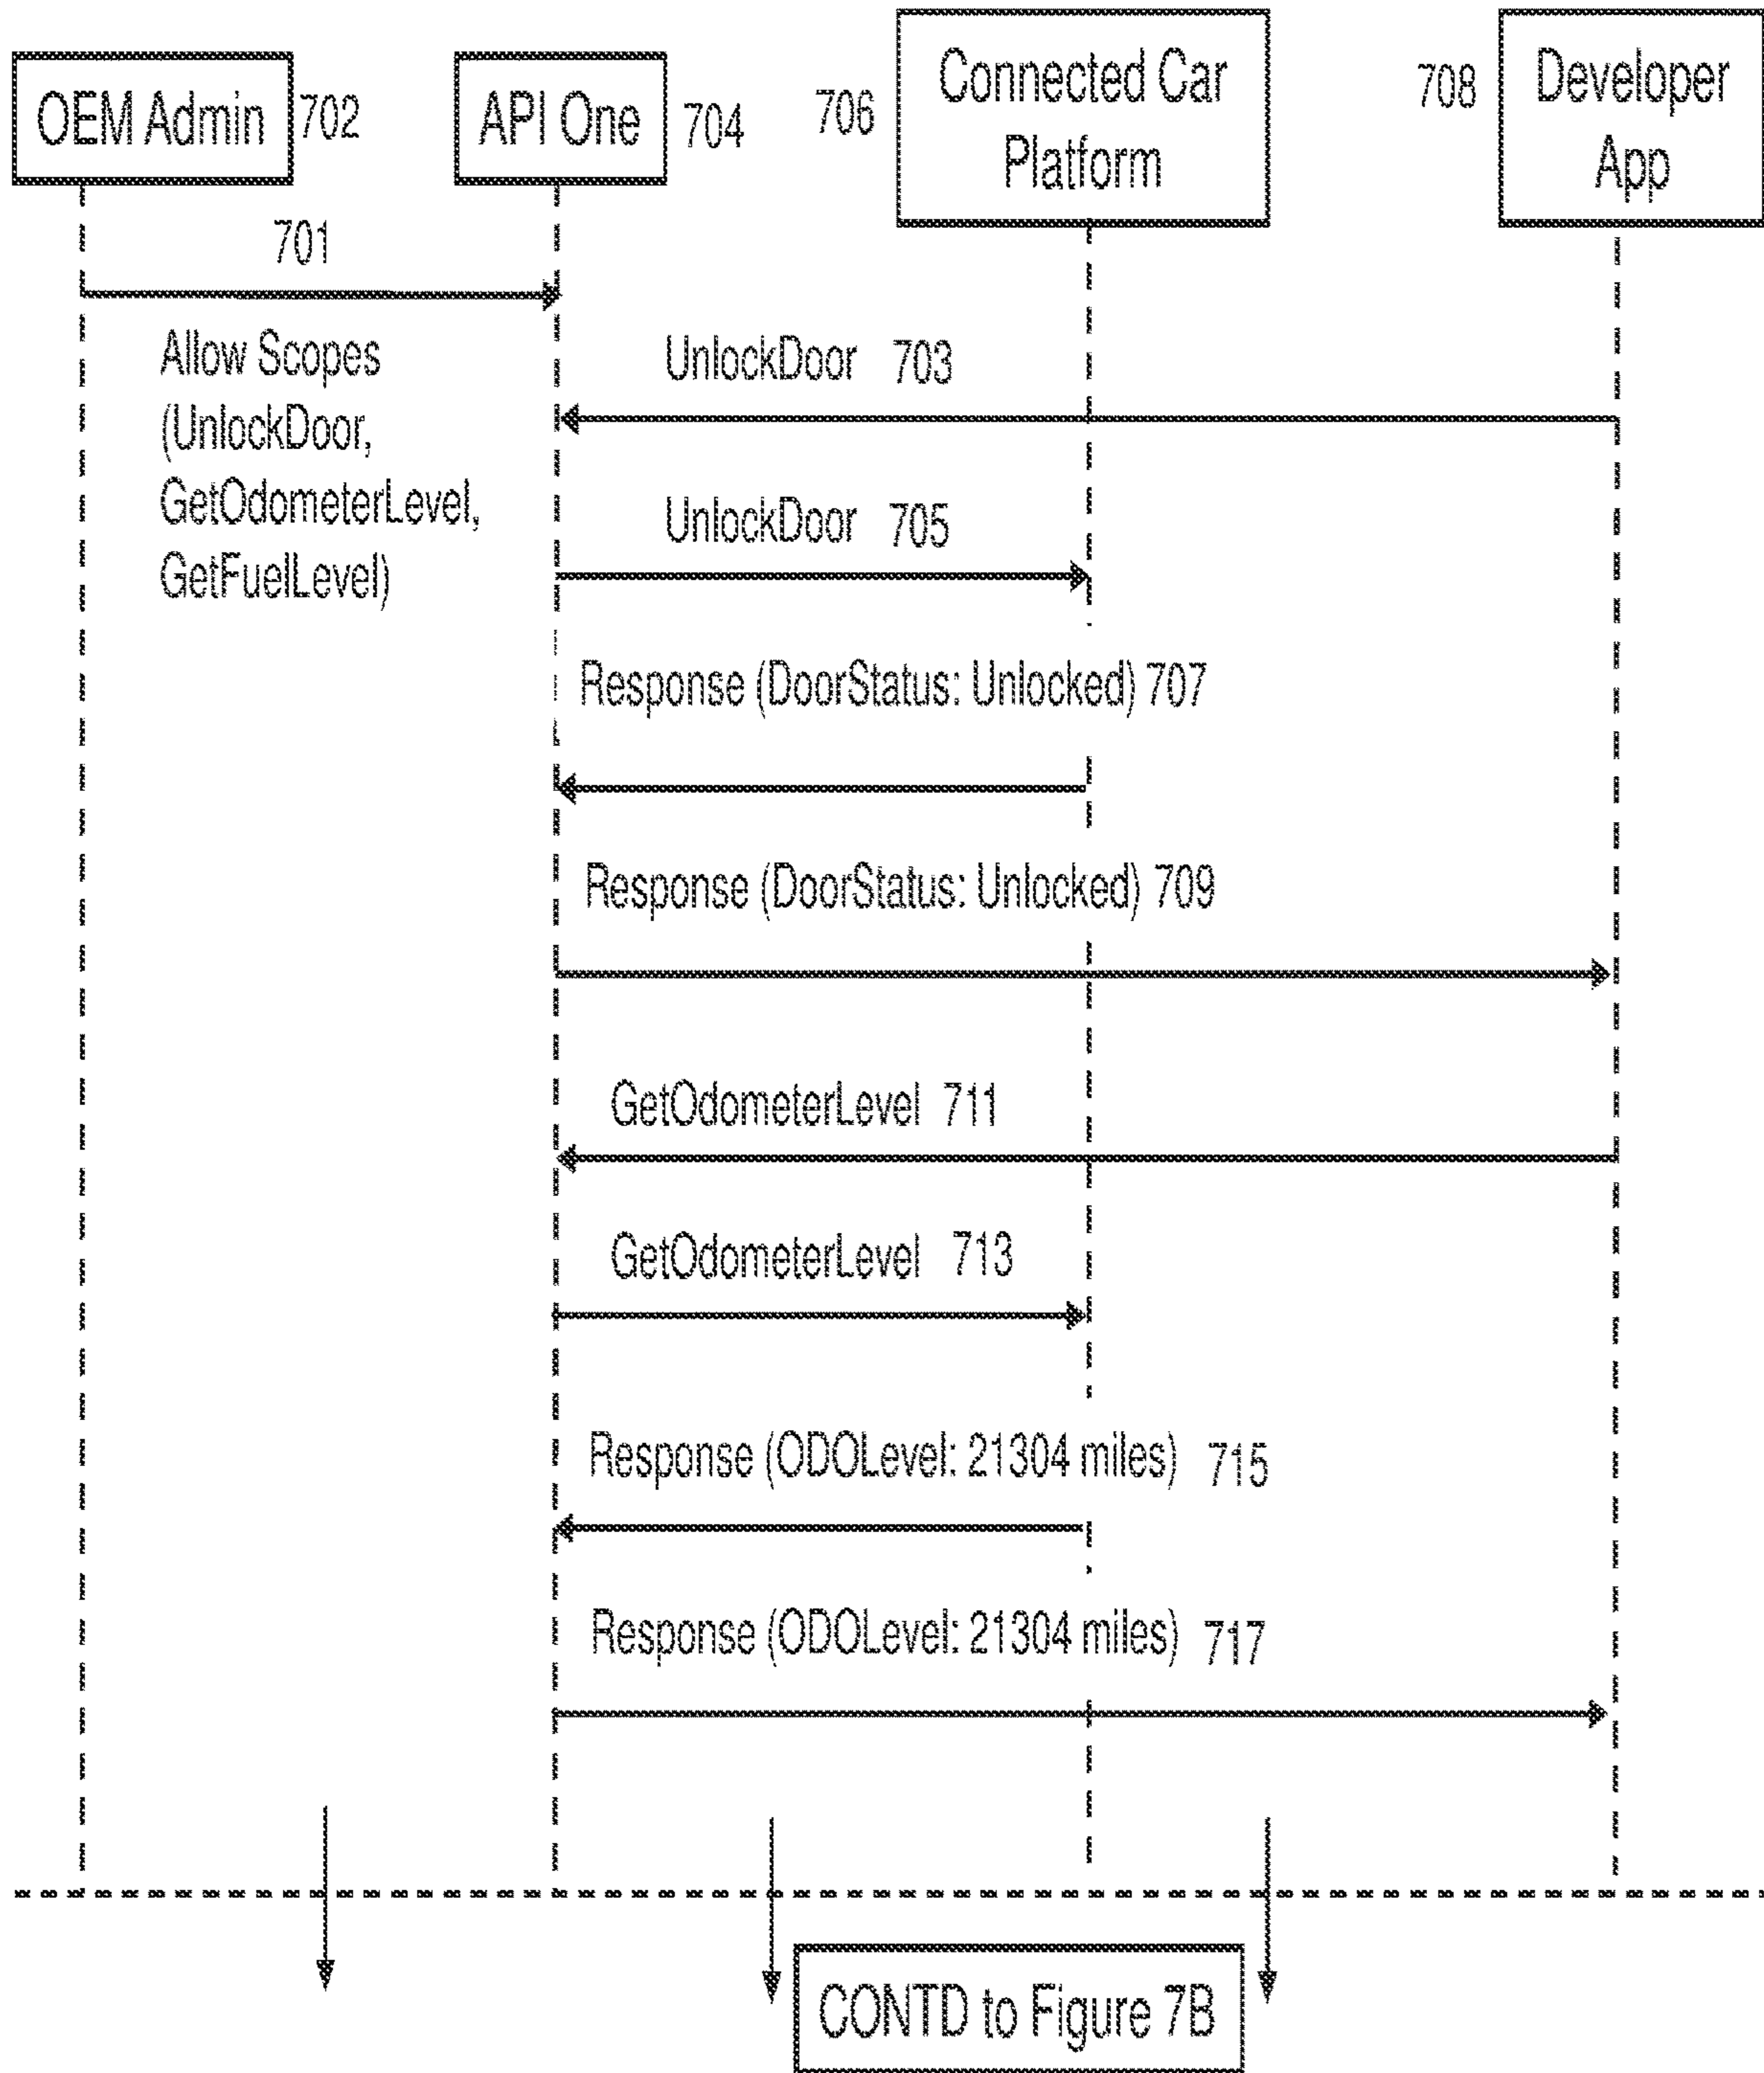 OEM Admin
702
API One
704
706
Connected Car
Platform
708
Developer
App
701
Allow Scopes
(UnlockDoor,
GetOdometerLevel,
GetFuelLevel)
UnlockDoor 703
UnlockDoor 705
Response (DoorStatus: Unlocked) 707
Response (DoorStatus: Unlocked) 709
GetOdometerLevel 711
GetOdometerLevel 713
Response (ODOLevel: 21304 miles) 715
Response (ODOLevel: 21304 miles) 717
CONTD to Figure 7B